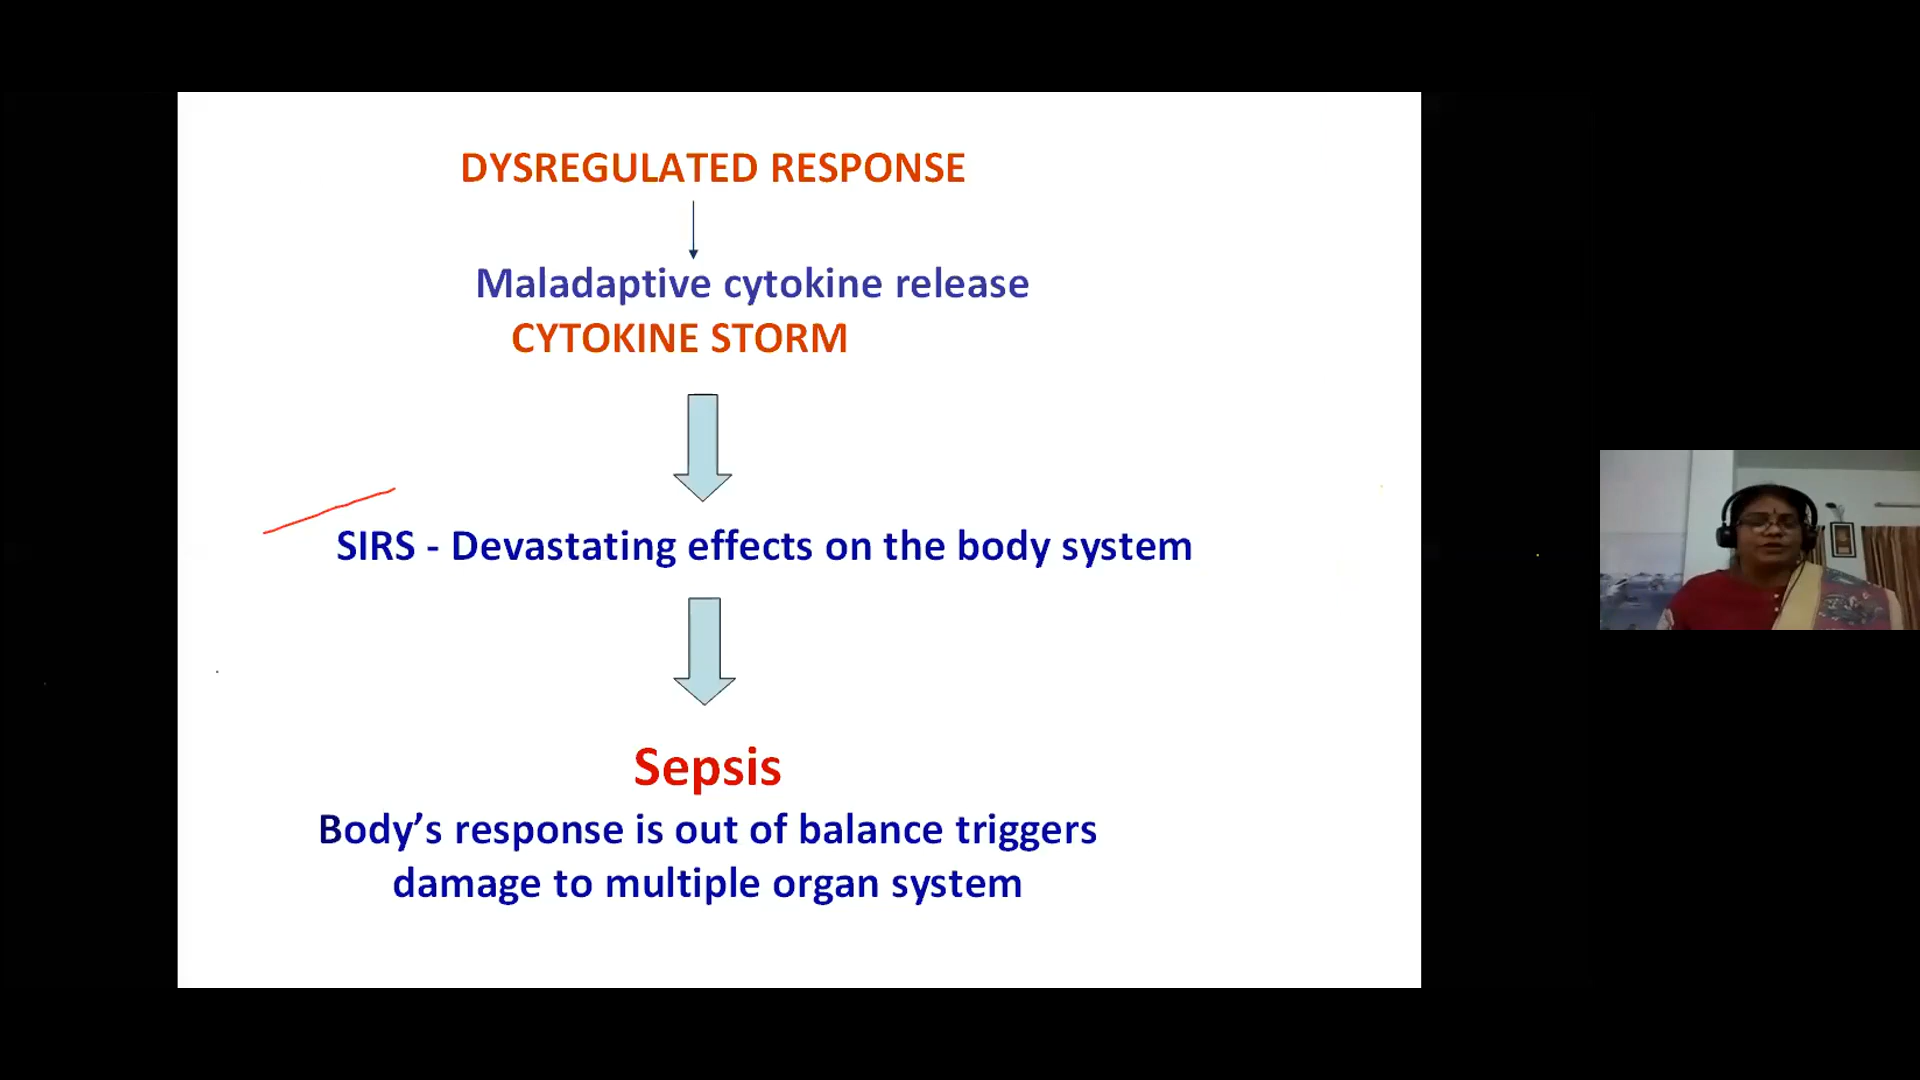 DYSREGULATED RESPONSE
Maladaptive cytokine release
CYTOKINE STORM
SIRS - Devastating effects on the body system
Sepsis
Body’s response is out of balance triggers
damage to multiple organ system